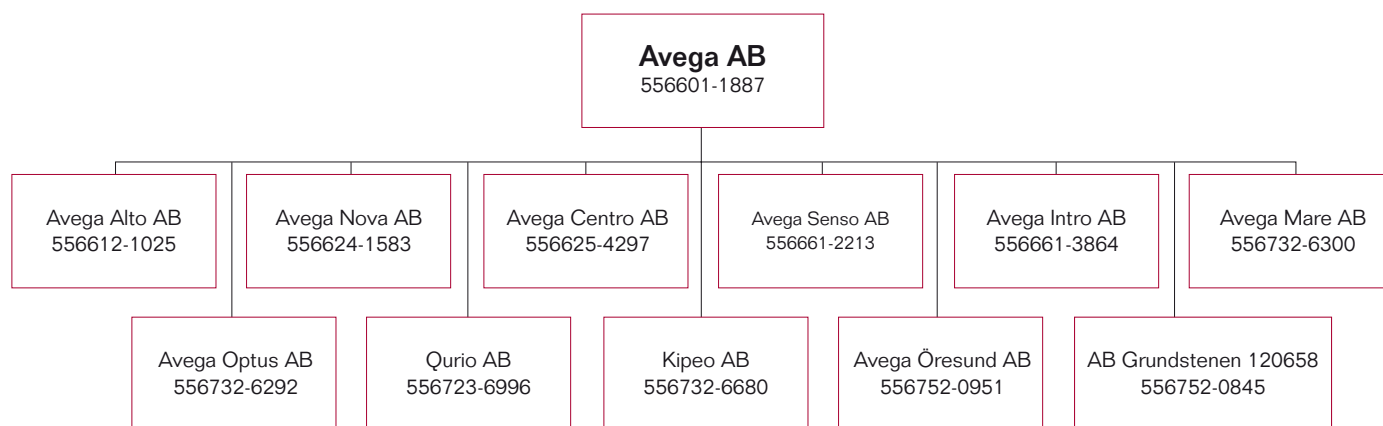 Avega AB
556601-1887
Avega Alto AB
556612-1025
Avega Nova AB
556624-1583
Avega Centro AB
556625-4297
Avega Senso AB
556661-2213
Avega Intro AB
556661-3864
Avega Mare AB
556732-6300
Avega Optus AB
556732-6292
Qurio AB
556723-6996
Kipeo AB
556732-6680
Avega Öresund AB
556752-0951
AB Grundstenen 120658
556752-0845